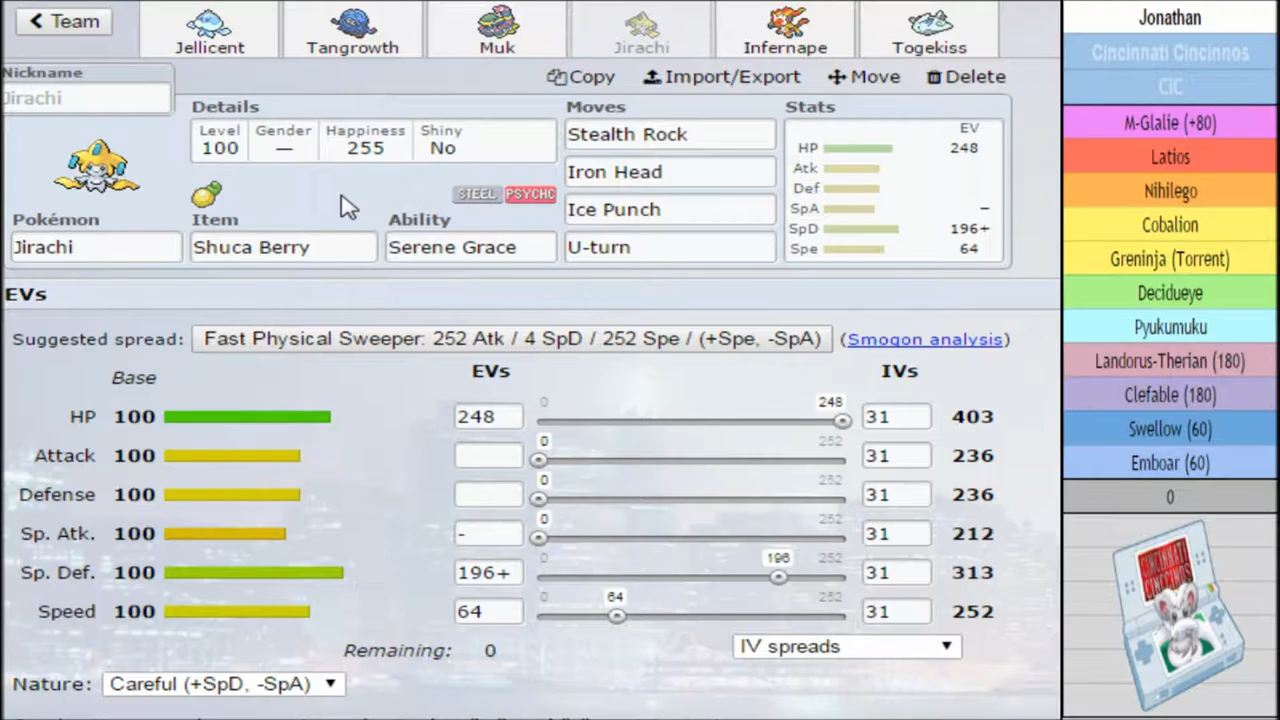 Team
Jellicent
Tangrowth
Muk
Jirachi
Infernape
Togekiss
Nickname
Jirachi
Copy
Import/Export
Move
Delete
Details
Level
100
Gender
—
Happiness
255
Shiny
No
STEEL
PSYCHC
Pokémon
Jirachi
Item
Shuca Berry
Ability
Serene Grace
Moves
Stealth Rock
Iron Head
Ice Punch
U-turn
Stats
EV
HP 248
Atk
Def
SpA –
SpD 196+
Spe 64
EVs
Suggested spread: Fast Physical Sweeper: 252 Atk / 4 SpD / 252 Spe / (+Spe, -SpA) (Smogon analysis)
Base EVs IVs
HP 100 248 0 248 31 403
Attack 100 0 252 31 236
Defense 100 0 252 31 236
Sp. Atk. 100 - 0 252 31 212
Sp. Def. 100 196+ 0 196 252 31 313
Speed 100 64 0 64 252 31 252
Remaining: 0
IV spreads
Nature: Careful (+SpD, -SpA)
Jonathan
Cincinnati Cincinnos
CiC
M-Glalie (+80)
Latios
Nihilego
Cobalion
Greninja (Torrent)
Decidueye
Pyukumuku
Landorus-Therian (180)
Clefable (180)
Swellow (60)
Emboar (60)
0
CINCINNATI
CINCINNOS